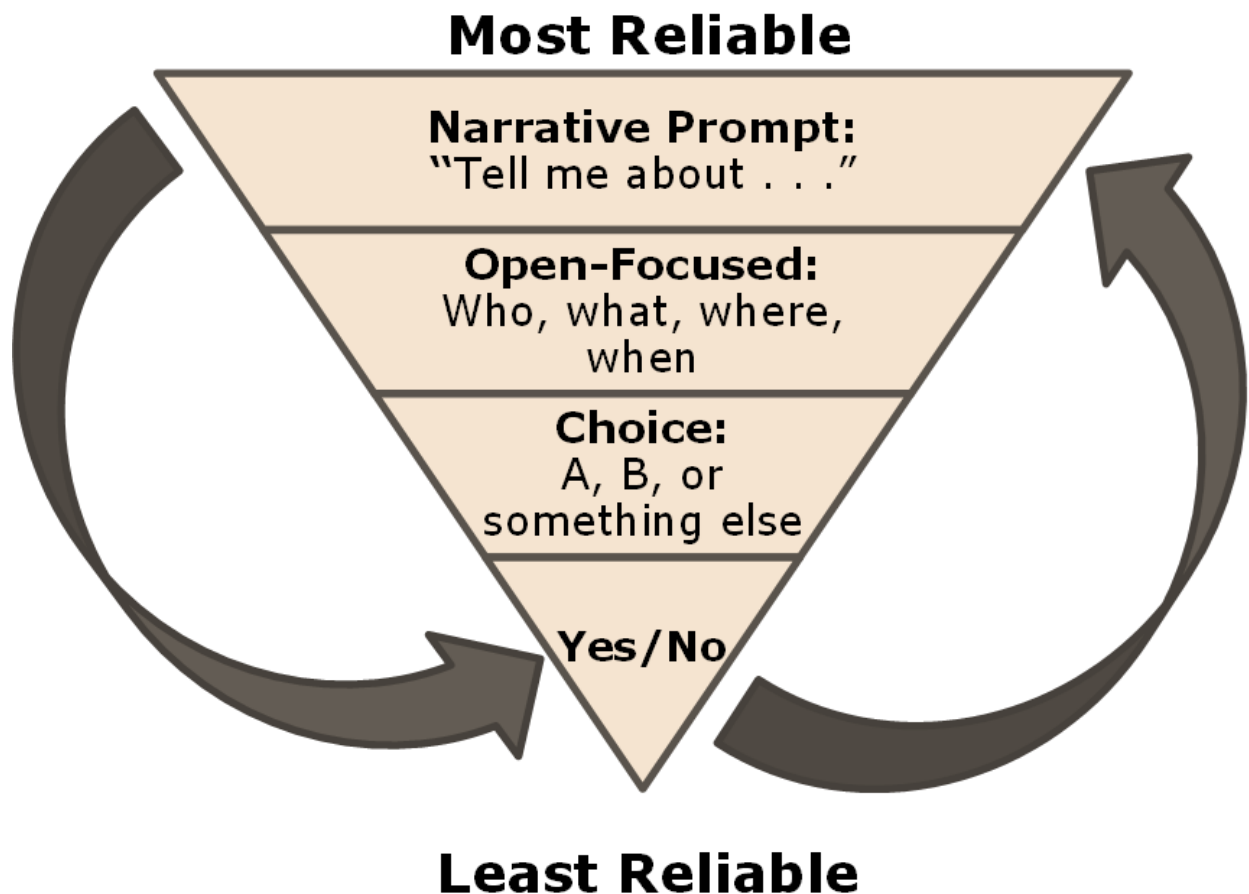 Most Reliable
Narrative Prompt:
“Tell me about . . .”
Open-Focused:
Who, what, where,
when
Choice:
A, B, or
something else
Yes/No
Least Reliable